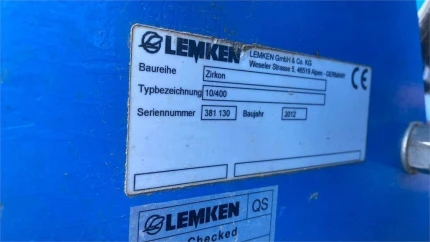 LEMKEN
LEMKEN GmbH & Co. KG
Weseler Strasse 5, 46519 Alpen - GERMANY
CE
Baureihe Zirkon
Typbezeichnung 10/400
Seriennummer 381 130 Baujahr 2012
LEMKEN QS
Checked